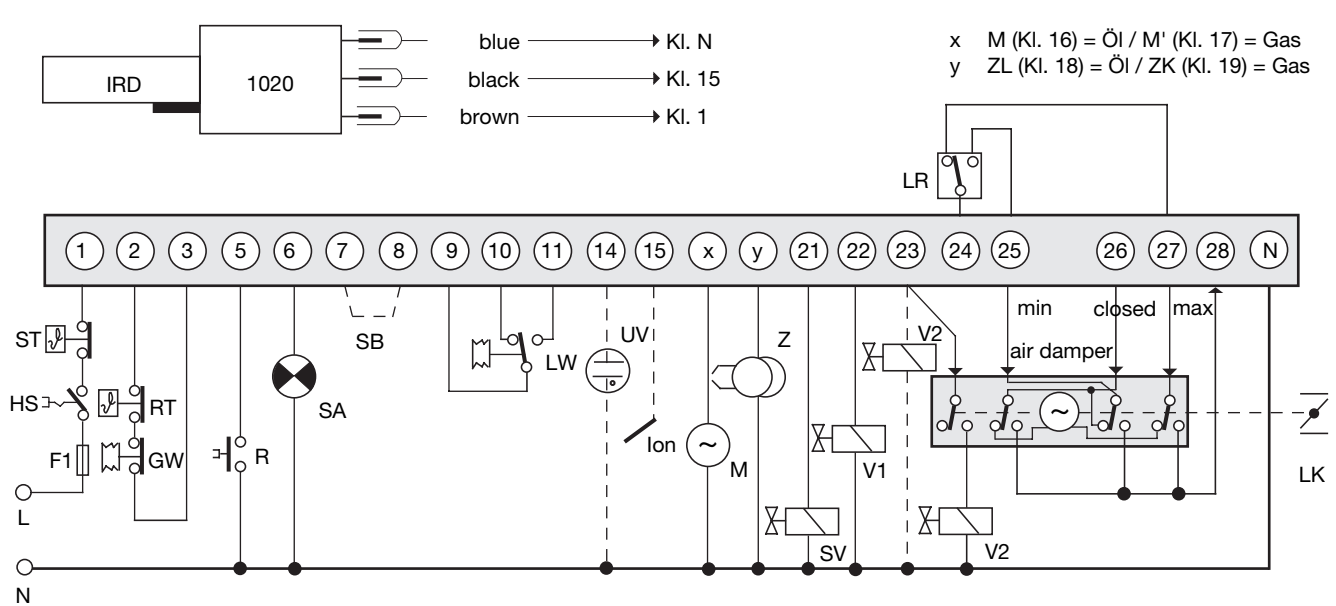 IRD
1020
blue
Kl. N
black
Kl. 15
brown
Kl. 1
x M (Kl. 16) = Öl / M' (Kl. 17) = Gas
y ZL (Kl. 18) = Öl / ZK (Kl. 19) = Gas
LR
1 2 3 5 6 7 8 9 10 11 14 15 x y 21 22 23 24 25 26 27 28 N
min closed max
air damper
ST
SB
LW
UV
Z
V2
HS
RT
SA
~
~
F1
GW
R
Ion
M
V1
LK
L
SV
V2
N